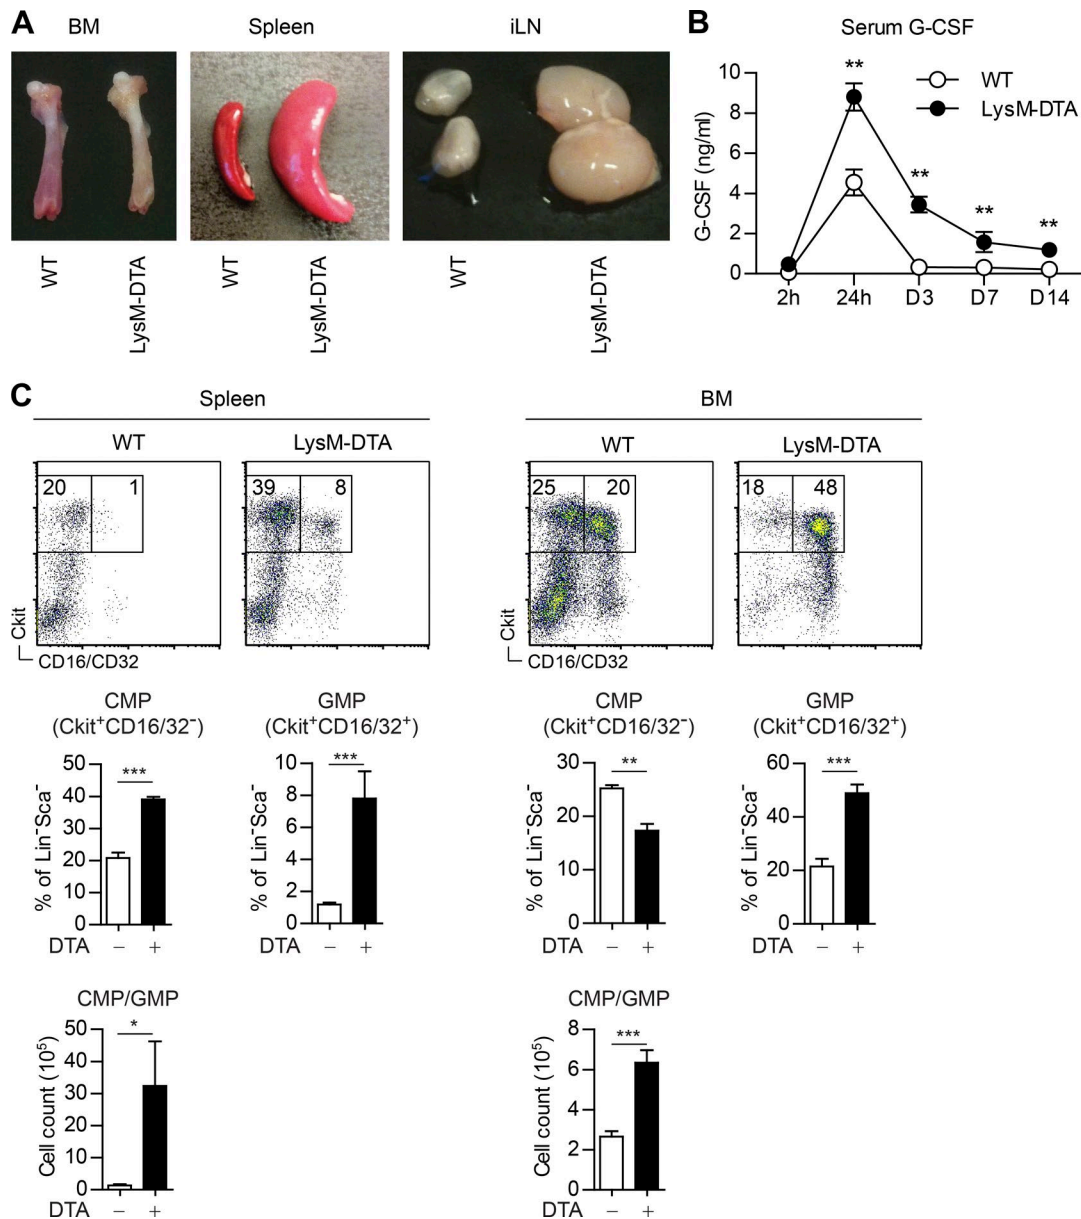 A
BM
Spleen
iLN
WT
LysM-DTA
WT
LysM-DTA
WT
LysM-DTA
B
Serum G-CSF
G-CSF (ng/ml)
10
8
6
4
2
0
**
**
**
**
WT
LysM-DTA
2h
24h
D3
D7
D14
C
Spleen
WT
LysM-DTA
20
1
39
8
Ckit
CD16/CD32
BM
WT
LysM-DTA
25
20
18
48
Ckit
CD16/CD32
CMP
(Ckit⁺CD16/32⁻)
% of Lin⁻Sca⁻
50
40
30
20
10
0
***
DTA – +
GMP
(Ckit⁺CD16/32⁺)
% of Lin⁻Sca⁻
10
8
6
4
2
0
***
– +
CMP
(Ckit⁺CD16/32⁻)
% of Lin⁻Sca⁻
30
20
10
0
**
DTA – +
GMP
(Ckit⁺CD16/32⁺)
% of Lin⁻Sca⁻
60
40
20
0
***
– +
CMP/GMP
Cell count (10⁵)
50
40
30
20
10
0
*
DTA – +
CMP/GMP
Cell count (10⁵)
8
6
4
2
0
***
DTA – +